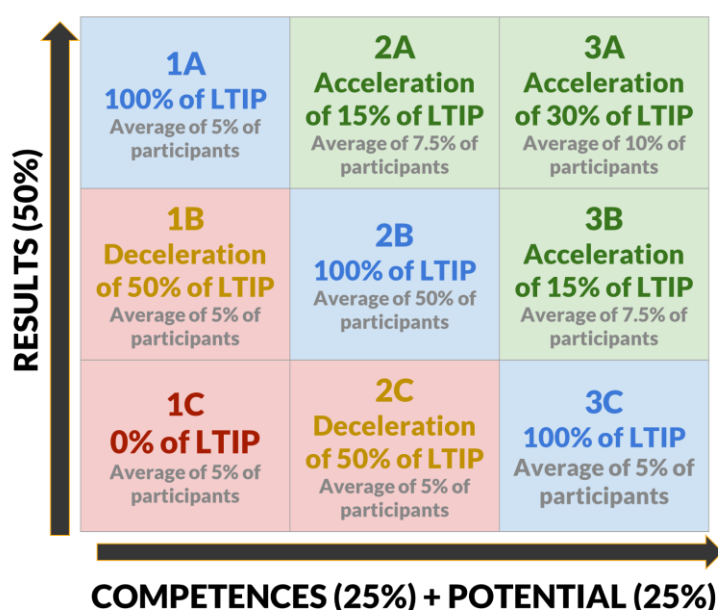 RESULTS (50%)
1A
100% of LTIP
Average of 5% of
participants
2A
Acceleration
of 15% of LTIP
Average of 7.5% of
participants
3A
Acceleration
of 30% of LTIP
Average of 10% of
participants
1B
Deceleration
of 50% of LTIP
Average of 5% of
participants
2B
100% of LTIP
Average of 50% of
participants
3B
Acceleration
of 15% of LTIP
Average of 7.5% of
participants
1C
0% of LTIP
Average of 5% of
participants
2C
Deceleration
of 50% of LTIP
Average of 5% of
participants
3C
100% of LTIP
Average of 5% of
participants
COMPETENCES (25%) + POTENTIAL (25%)